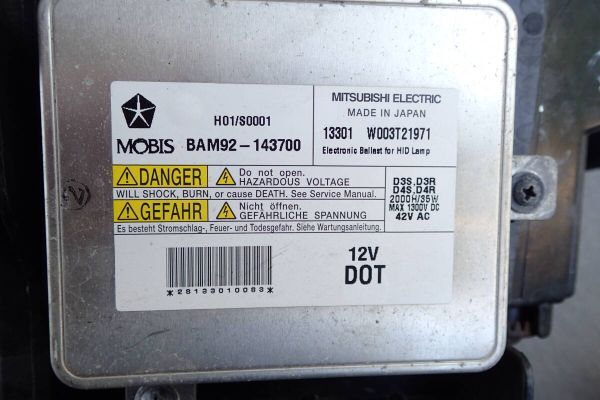 H01/S0001
MOBIS BAM92-143700
MITSUBISHI ELECTRIC
MADE IN JAPAN
13301 W003T21971
Electronic Ballast for HID Lamp
DANGER Do not open.
HAZARDOUS VOLTAGE
WILL SHOCK, BURN, or cause DEATH. See Service Manual.
GEFAHR Nicht öffnen.
GEFÄHRLICHE SPANNUNG
Es besteht Stromschlag-, Feuer- und Todesgefahr. Siehe Wartungsanleitung.
D3S.D3R
D4S.D4R
2000H/35W
MAX 1300V DC
42V AC
*28133010083*
12V
DOT